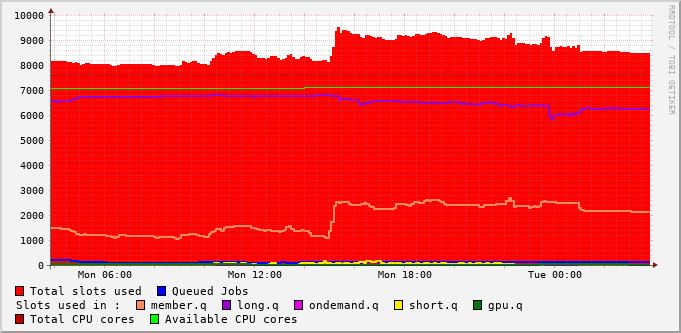 RRDTOOL / TOBI OETIKER
10000
9000
8000
7000
6000
5000
4000
3000
2000
1000
0
Mon 06:00 Mon 12:00 Mon 18:00 Tue 00:00
Total slots used Queued Jobs
Slots used in : member.q long.q ondemand.q short.q gpu.q
Total CPU cores Available CPU cores